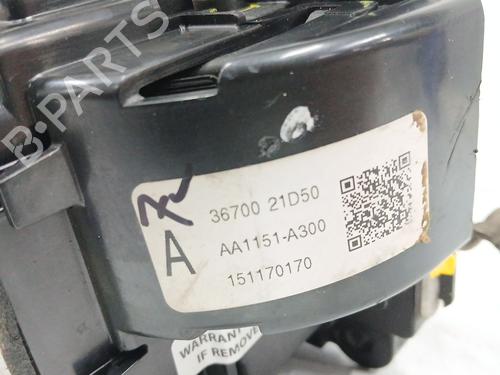 B-PARTS
36700 21D50
A
AA1151-A300
151170170
WARRANT
IF REMOVE